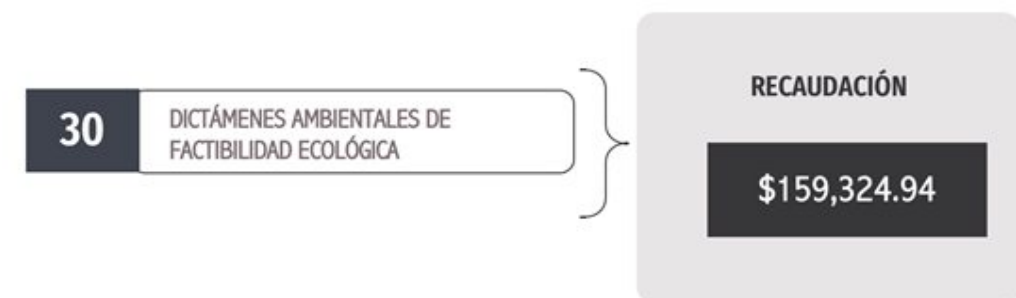 30
DICTÁMENES AMBIENTALES DE
FACTIBILIDAD ECOLÓGICA
RECAUDACIÓN
$159,324.94